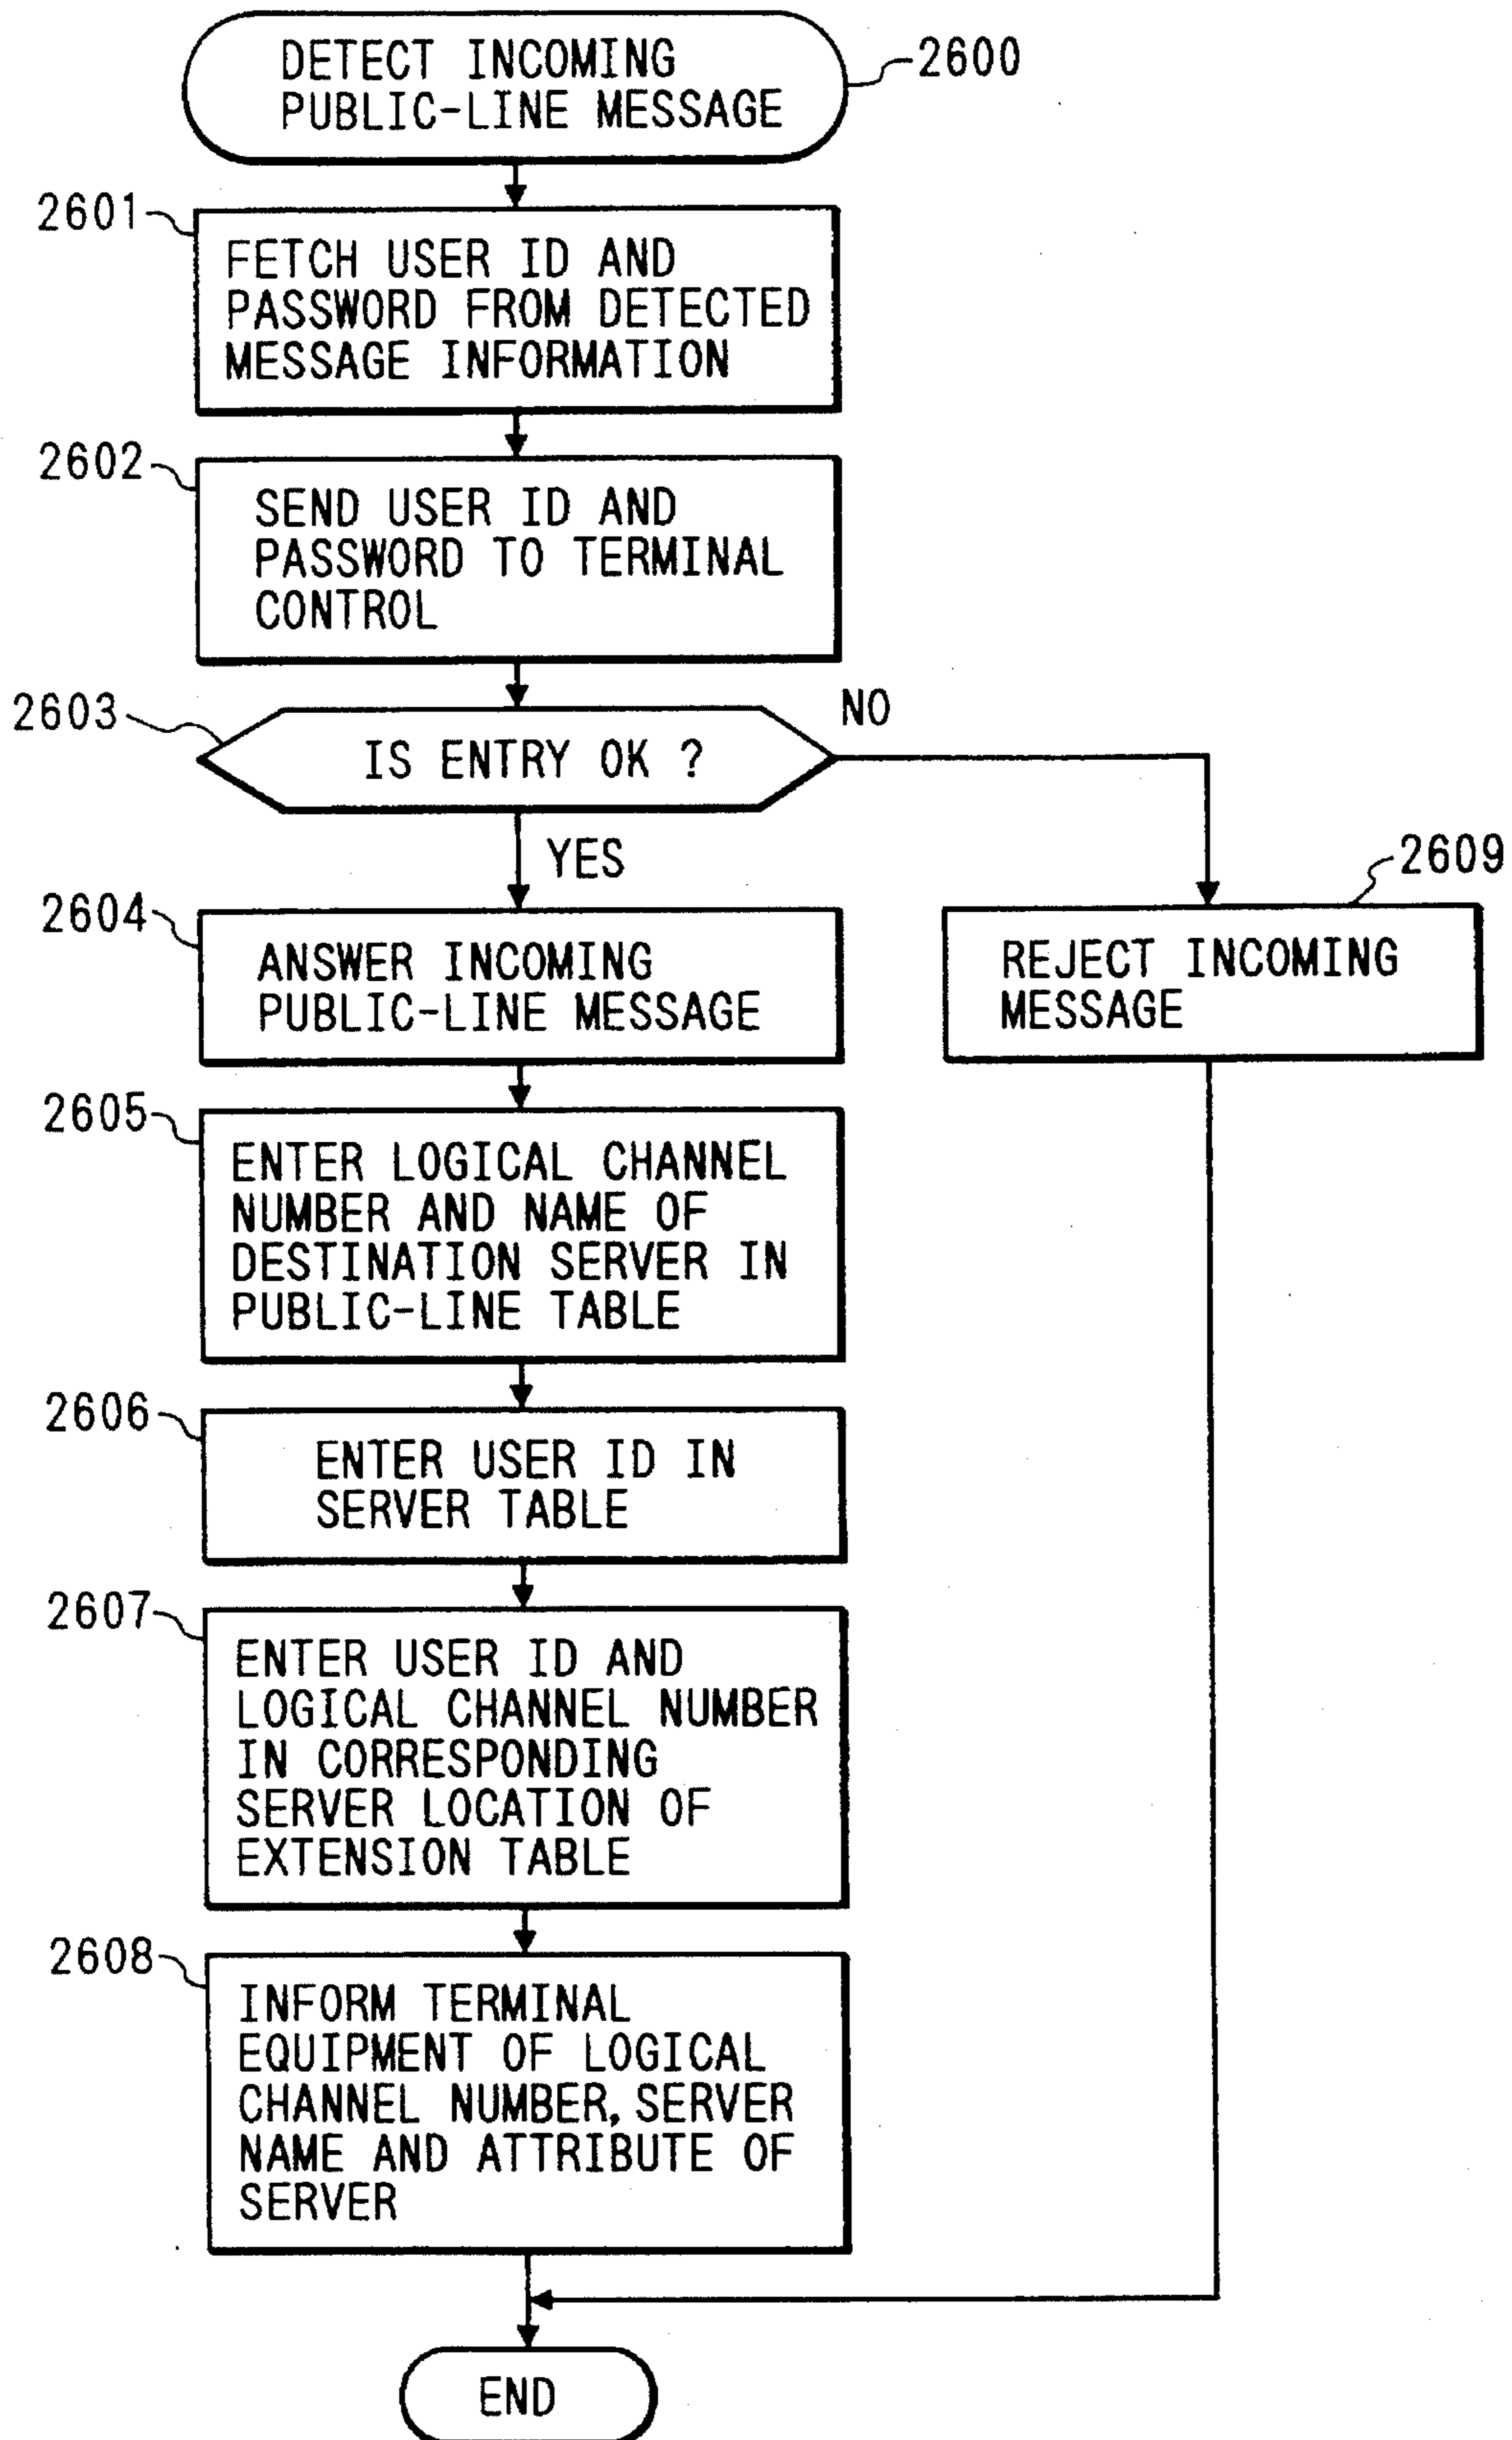 DETECT INCOMING
PUBLIC-LINE MESSAGE
2600
2601
FETCH USER ID AND
PASSWORD FROM DETECTED
MESSAGE INFORMATION
2602
SEND USER ID AND
PASSWORD TO TERMINAL
CONTROL
2603
IS ENTRY OK ?
NO
YES
2604
ANSWER INCOMING
PUBLIC-LINE MESSAGE
2609
REJECT INCOMING
MESSAGE
2605
ENTER LOGICAL CHANNEL
NUMBER AND NAME OF
DESTINATION SERVER IN
PUBLIC-LINE TABLE
2606
ENTER USER ID IN
SERVER TABLE
2607
ENTER USER ID AND
LOGICAL CHANNEL NUMBER
IN CORRESPONDING
SERVER LOCATION OF
EXTENSION TABLE
2608
INFORM TERMINAL
EQUIPMENT OF LOGICAL
CHANNEL NUMBER, SERVER
NAME AND ATTRIBUTE OF
SERVER
END